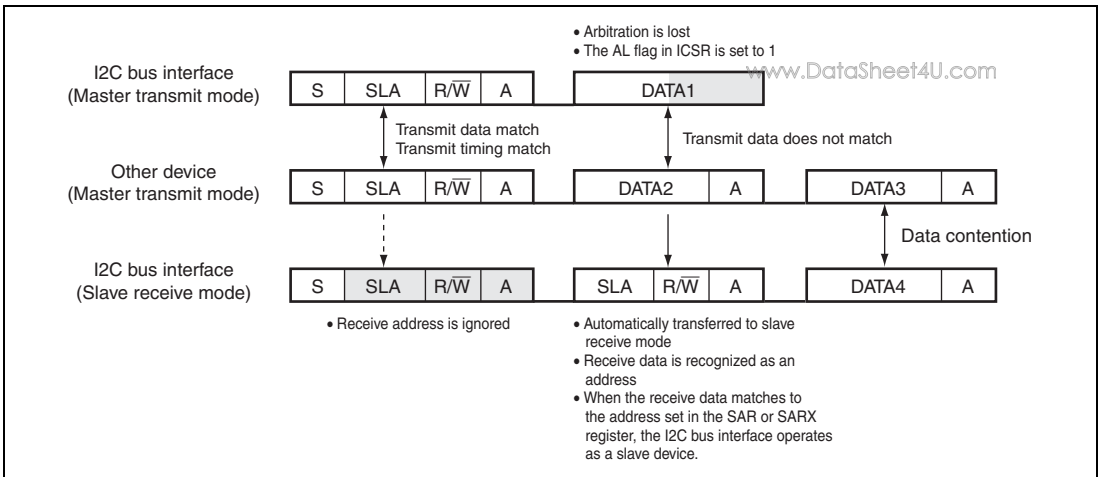 • Arbitration is lost
• The AL flag in ICSR is set to 1
www.DataSheet4U.com
I2C bus interface
(Master transmit mode)
S SLA R/W̅ A DATA1
Transmit data match
Transmit timing match
Transmit data does not match
Other device
(Master transmit mode)
S SLA R/W̅ A DATA2 A DATA3 A
Data contention
I2C bus interface
(Slave receive mode)
S SLA R/W̅ A SLA R/W̅ A DATA4 A
• Receive address is ignored
• Automatically transferred to slave
receive mode
• Receive data is recognized as an
address
• When the receive data matches to
the address set in the SAR or SARX
register, the I2C bus interface operates
as a slave device.